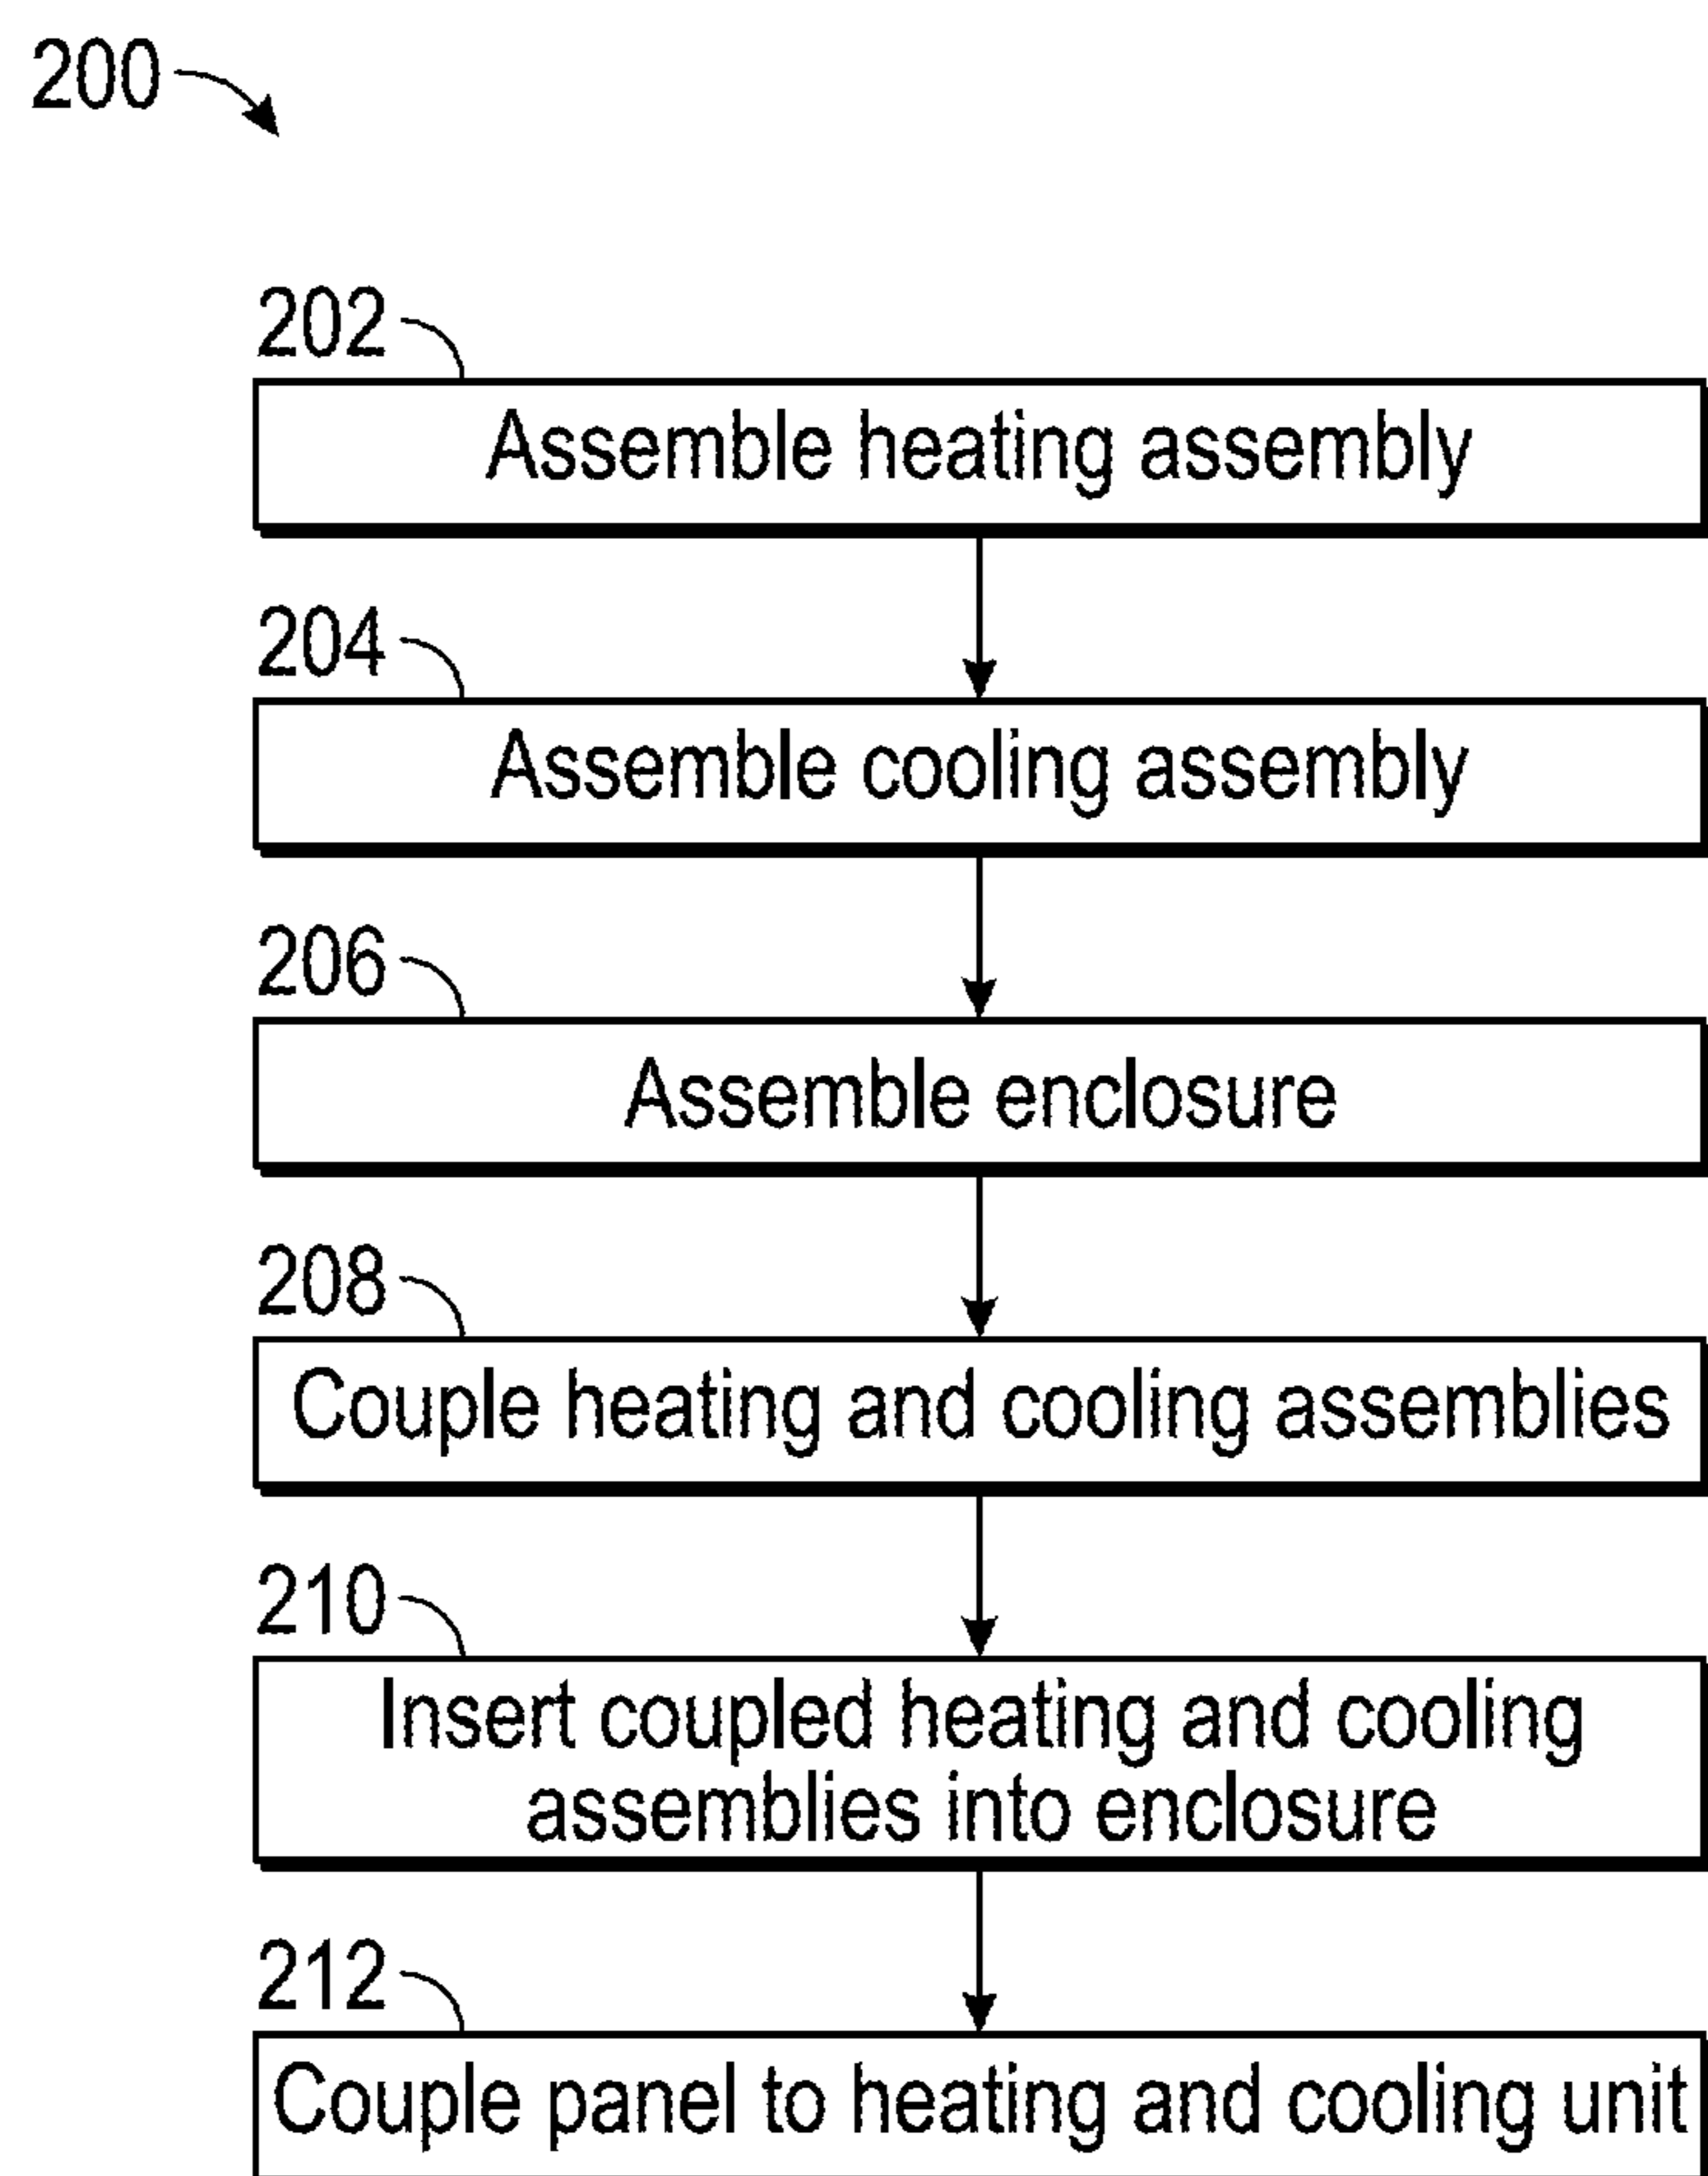 200
202
Assemble heating assembly
204
Assemble cooling assembly
206
Assemble enclosure
208
Couple heating and cooling assemblies
210
Insert coupled heating and cooling
assemblies into enclosure
212
Couple panel to heating and cooling unit